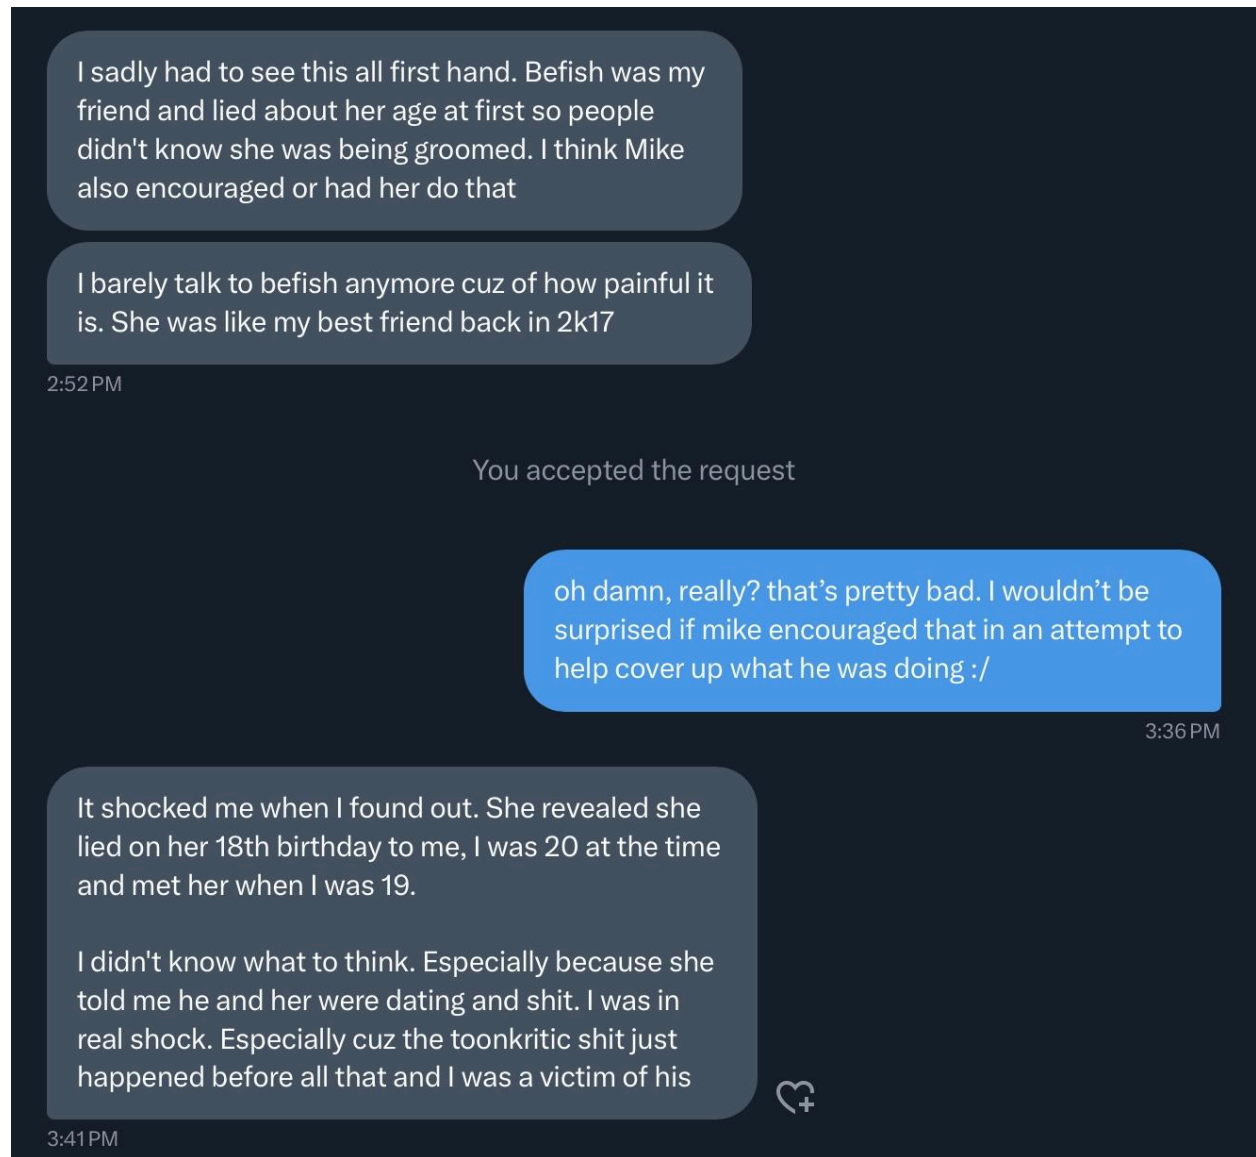 I sadly had to see this all first hand. Befish was my
friend and lied about her age at first so people
didn't know she was being groomed. I think Mike
also encouraged or had her do that
I barely talk to befish anymore cuz of how painful it
is. She was like my best friend back in 2k17
2:52 PM
You accepted the request
oh damn, really? that’s pretty bad. I wouldn’t be
surprised if mike encouraged that in an attempt to
help cover up what he was doing :/
3:36 PM
It shocked me when I found out. She revealed she
lied on her 18th birthday to me, I was 20 at the time
and met her when I was 19.
I didn't know what to think. Especially because she
told me he and her were dating and shit. I was in
real shock. Especially cuz the toonkritic shit just
happened before all that and I was a victim of his
3:41 PM